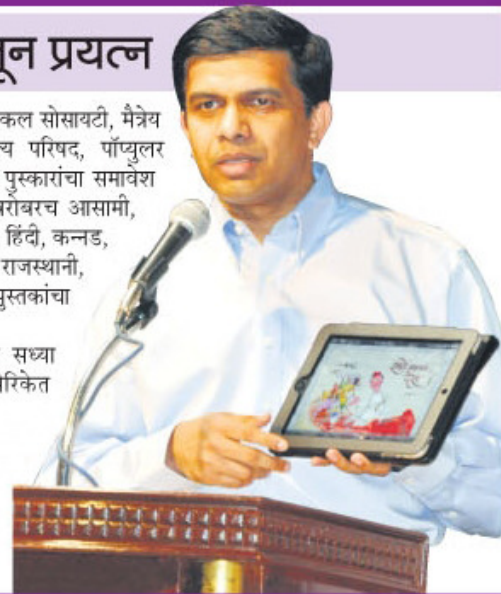 ून प्रयत्न
कल सोसायटी, मैत्रेय
य परिषद, पॉप्युलर
पुस्कारांचा समावेश
रोबरच आसामी,
हिंदी, कन्नड,
राजस्थानी,
पुस्तकांचा
सध्या
रिकेत